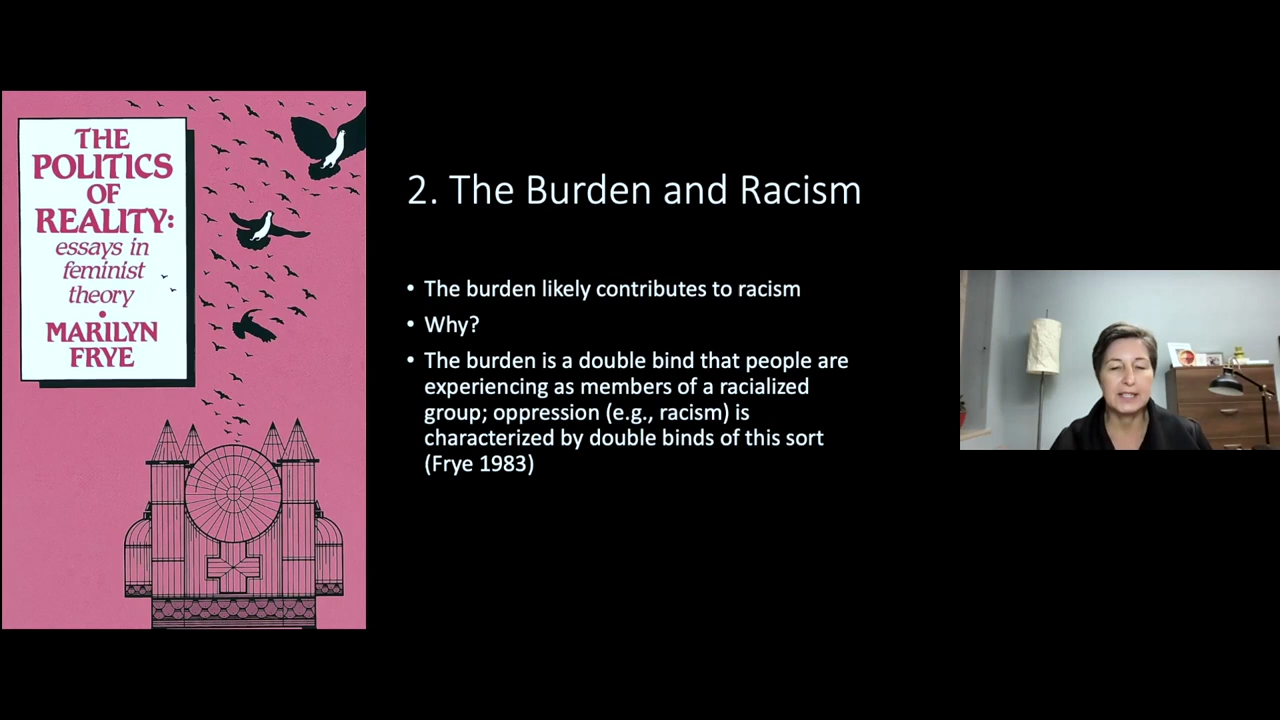 THE
POLITICS
OF
REALITY:
essays in
feminist
theory
•
MARILYN
FRYE
2. The Burden and Racism
• The burden likely contributes to racism
• Why?
• The burden is a double bind that people are
experiencing as members of a racialized
group; oppression (e.g., racism) is
characterized by double binds of this sort
(Frye 1983)